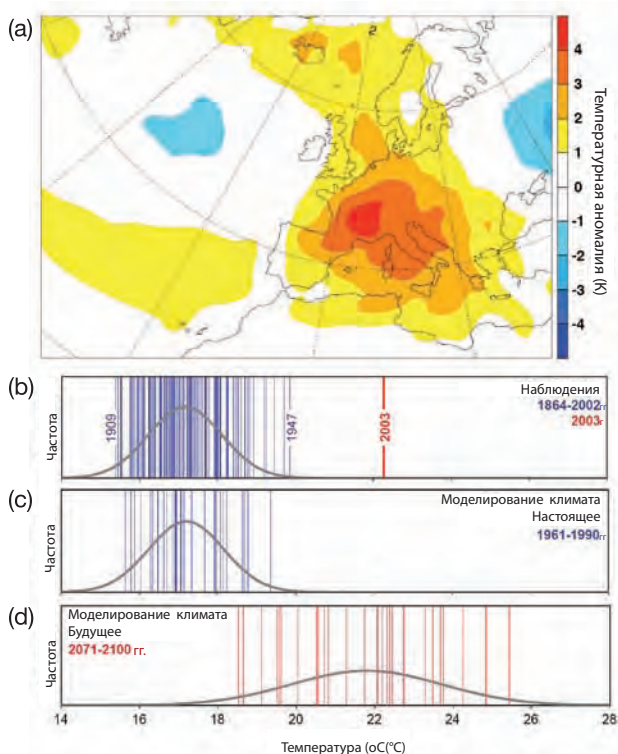 (a)
2
4
3
2
1
0
-1
-2
-3
-4
Температурная аномалия (К)
(b)
Частота
1909
1947
2003
Наблюдения
1864-2002гг
2003г
(c)
Частота
Моделирование климата
Настоящее
1961-1990гг
(d)
Частота
Моделирование климата
Будущее
2071-2100 гг.
14 16 18 20 22 24 26 28
Температура (оС(°С)